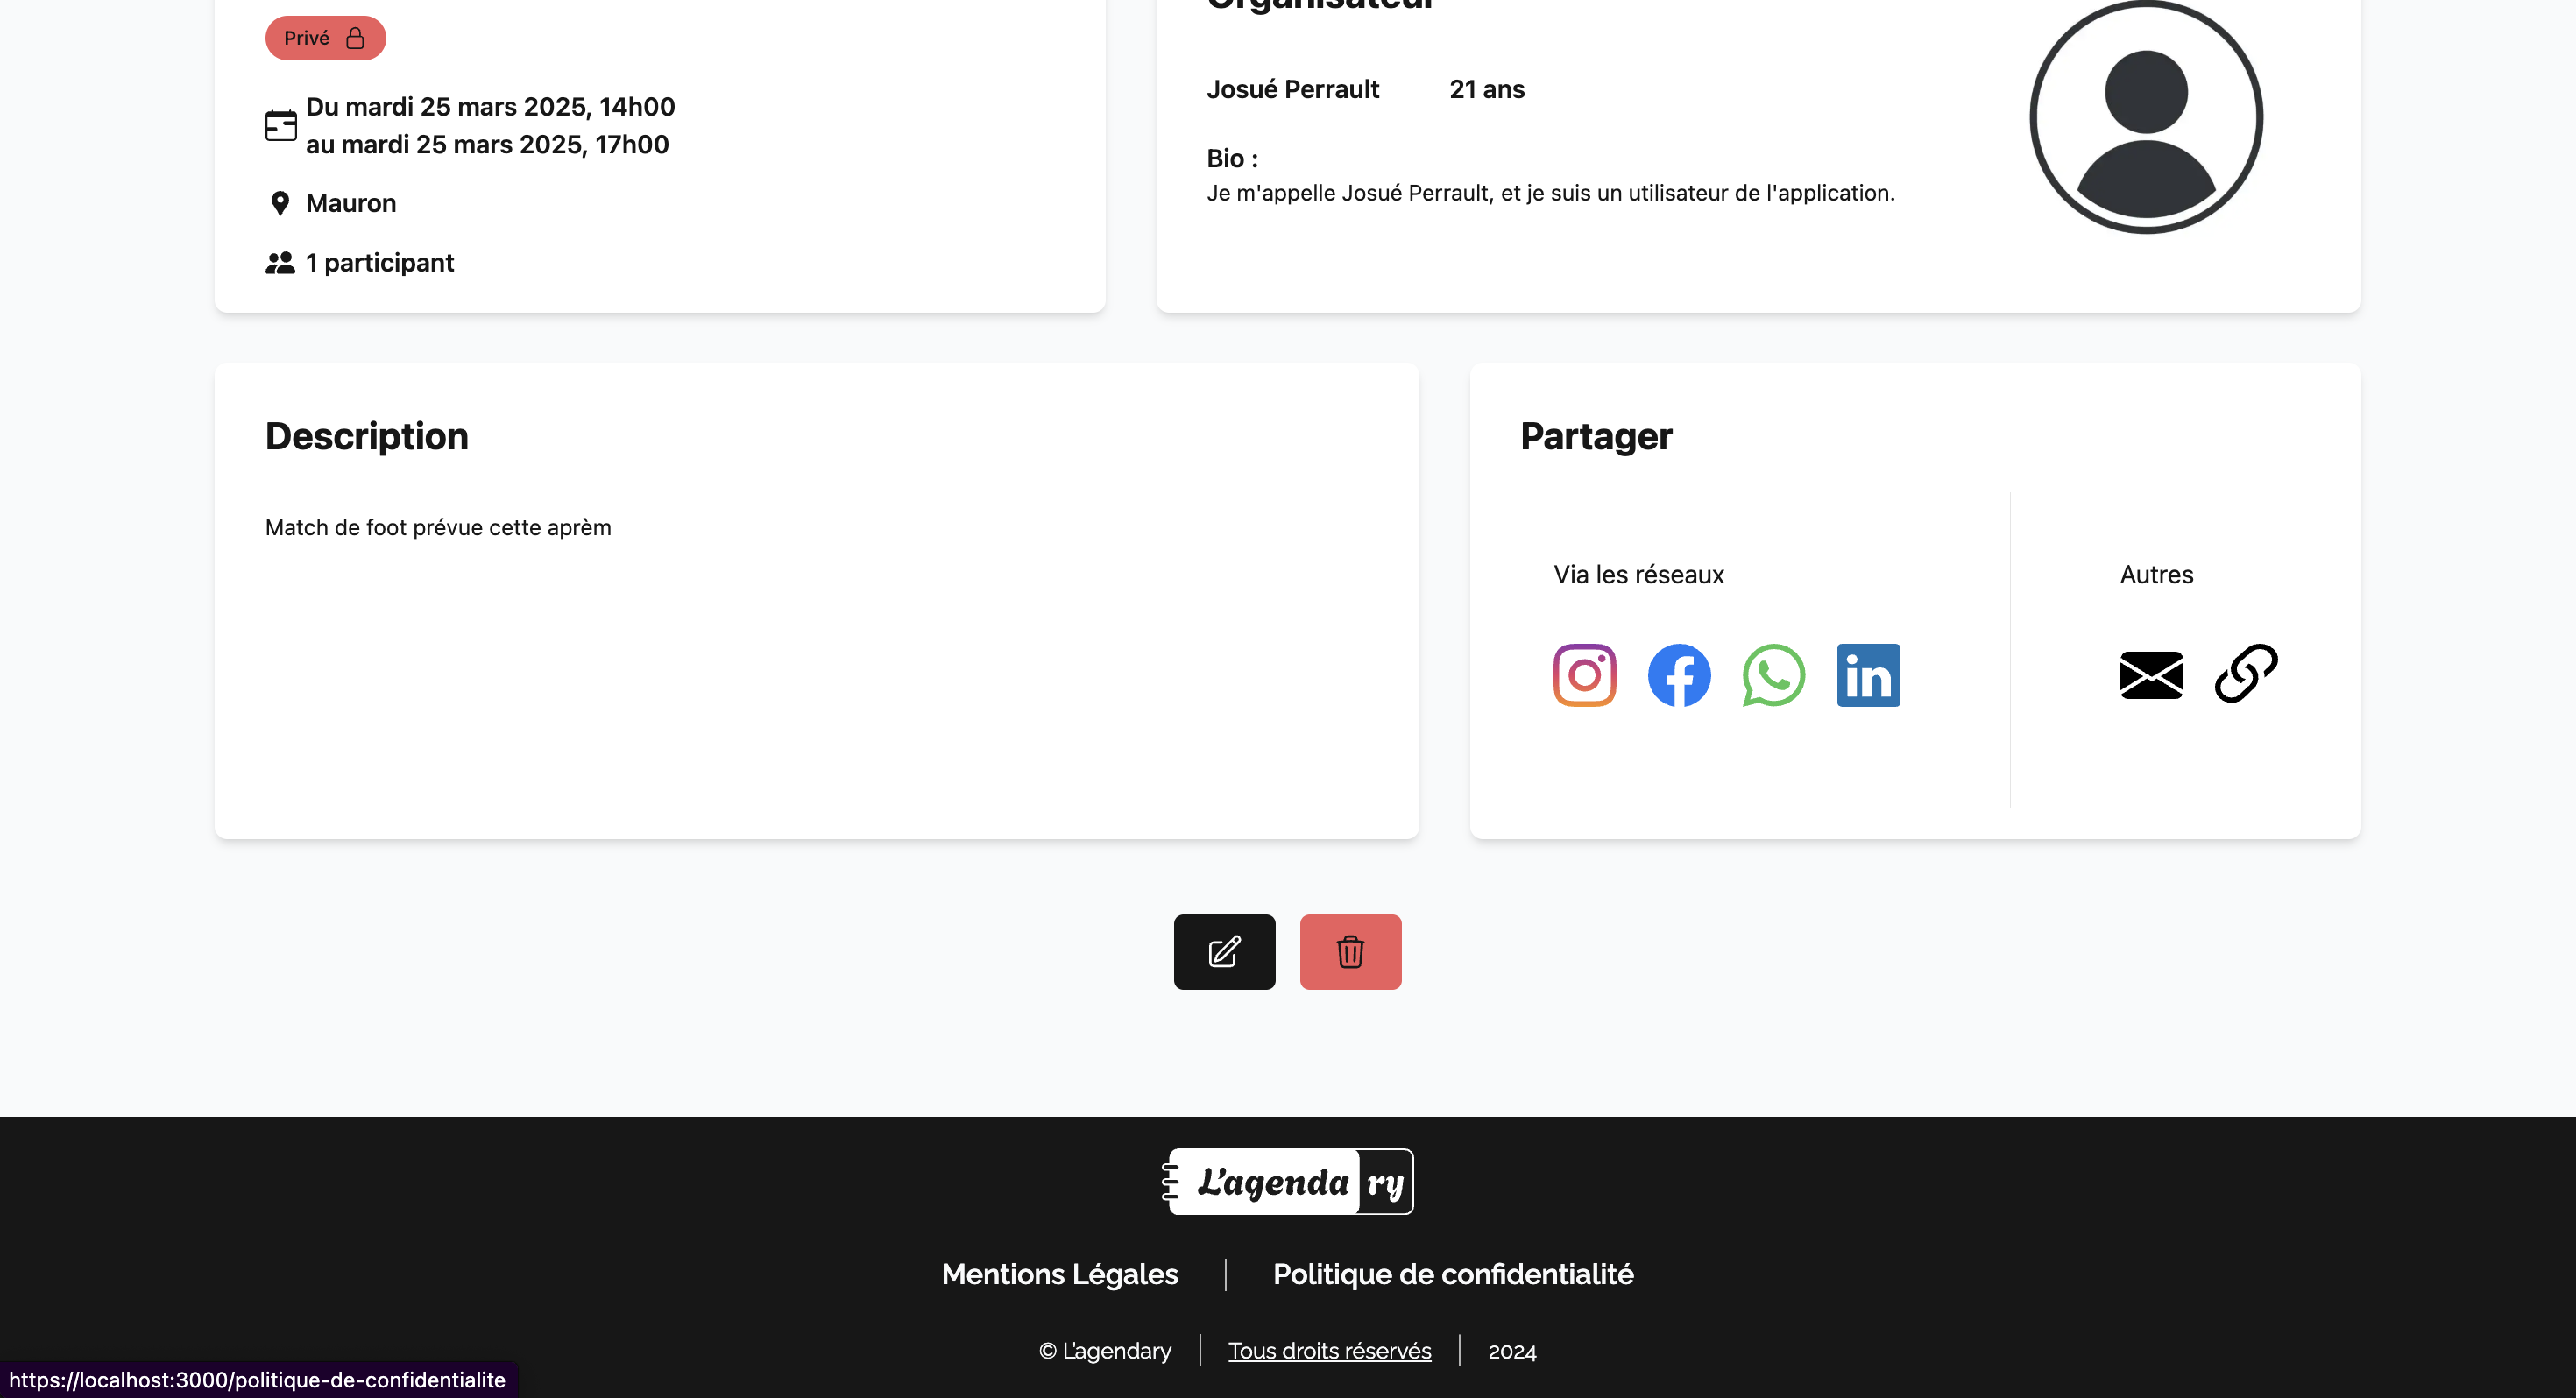 Organisateur
Privé
Du mardi 25 mars 2025, 14h00
au mardi 25 mars 2025, 17h00
Mauron
1 participant
Josué Perrault 21 ans
Bio :
Je m'appelle Josué Perrault, et je suis un utilisateur de l'application.
Description
Match de foot prévue cette aprèm
Partager
Via les réseaux
Autres
in
L'agenda ry
Mentions Légales Politique de confidentialité
© L'agendary Tous droits réservés 2024
https://localhost:3000/politique-de-confidentialite